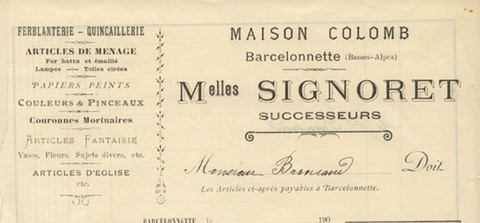 FERBLANTERIE - QUINCAILLERIE
ARTICLES DE MENAGE
Fer battu et émaillé
Lampes — Toiles cirées
PAPIERS PEINTS
COULEURS & PINCEAUX
Couronnes Mortuaires
ARTICLES FANTAISIE
Vases, Fleurs, Sujets divers, etc.
ARTICLES D'EGLISE
etc.
MAISON COLOMB
Barcelonnette (Basses-Alpes)
Melles SIGNORET
SUCCESSEURS
Monsieur Barneaud Doit
Les Articles ci-après payables à Barcelonnette.
BARCELONNETTE le 190